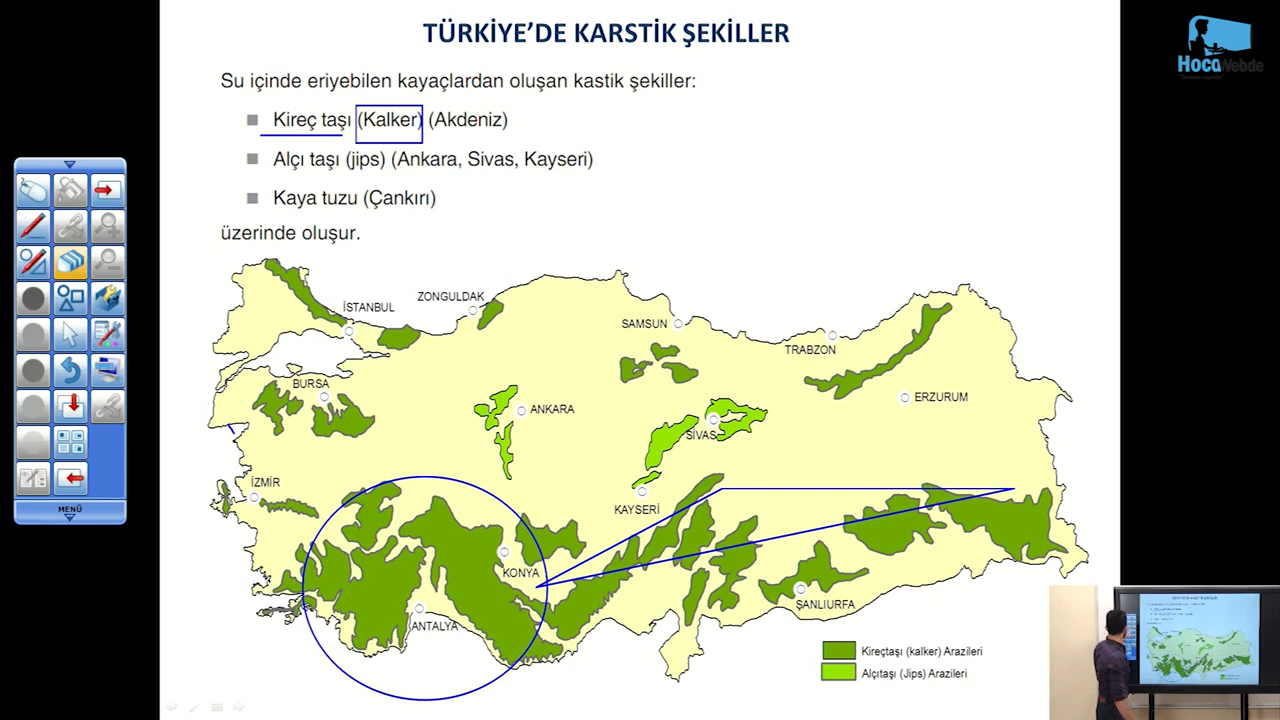 TÜRKİYE'DE KARSTİK ŞEKİLLER
Su içinde eriyebilen kayaçlardan oluşan kastik şekiller:
Kireç taşı (Kalker) (Akdeniz)
Alçı taşı (jips) (Ankara, Sivas, Kayseri)
Kaya tuzu (Çankırı)
üzerinde oluşur.
HocaWebde
MENÜ
İSTANBUL
ZONGULDAK
SAMSUN
TRABZON
BURSA
ANKARA
SİVAS
ERZURUM
İZMİR
KAYSERİ
KONYA
ANTALYA
ŞANLIURFA
Kireçtaşı (kalker) Arazileri
Alçıtaşı (Jips) Arazileri